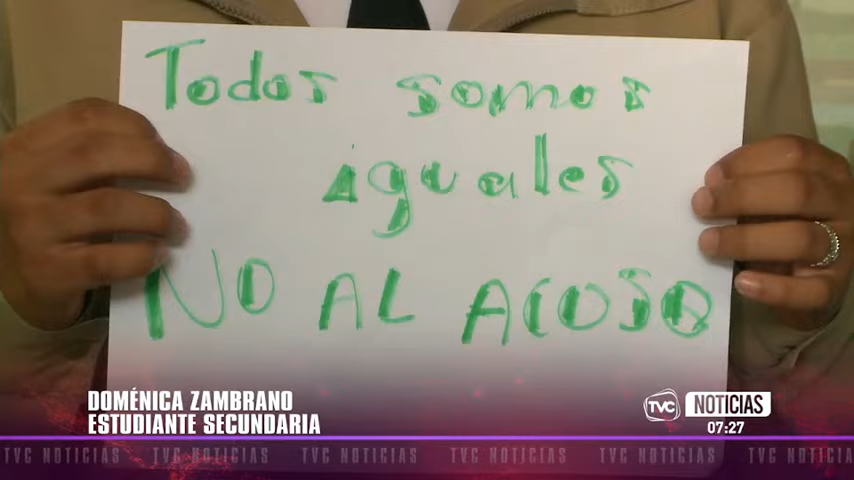 Todos somos
iguales
NO AL ACOSO
DOMÉNICA ZAMBRANO
ESTUDIANTE SECUNDARIA
TVC NOTICIAS
07:27
TVC NOTICIAS TVC NOTICIAS TVC NOTICIAS TVC NOTICIAS TVC NOTICIAS TVC NOTICIAS